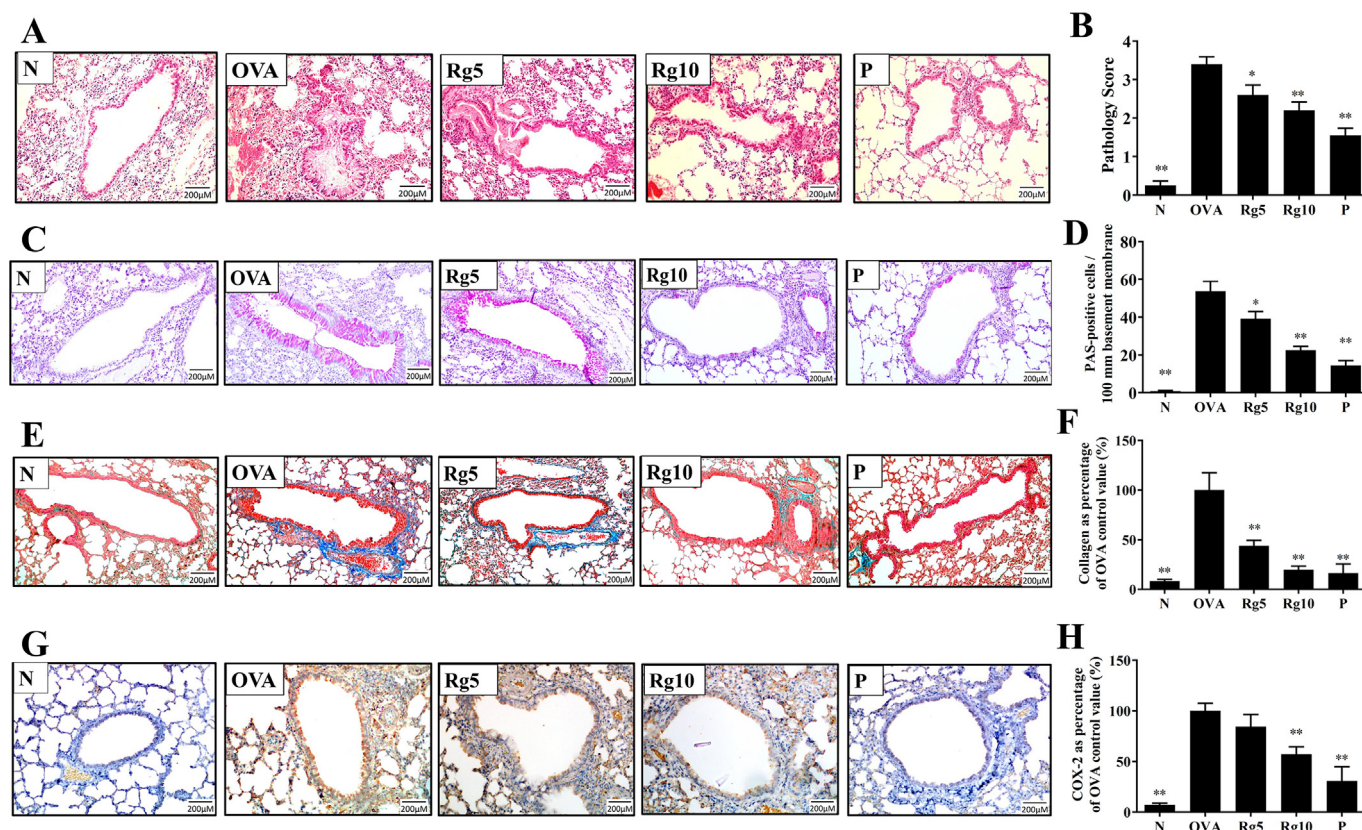 A
N
OVA
Rg5
Rg10
P
200μM
200μM
200μM
200μM
200μM
B
Pathology Score
4
3
2
1
0
**
*
**
**
N OVA Rg5 Rg10 P
C
N
OVA
Rg5
Rg10
P
200μM
200μM
200μM
200μM
200μM
D
PAS-positive cells /
100 mm basement membrane
80
60
40
20
0
**
*
**
**
N OVA Rg5 Rg10 P
E
N
OVA
Rg5
Rg10
P
200μM
200μM
200μM
200μM
200μM
F
Collagen as percentage
of OVA control value (%)
150
100
50
0
**
**
**
**
N OVA Rg5 Rg10 P
G
N
OVA
Rg5
Rg10
P
200μM
200μM
200μM
200μM
200μM
H
COX-2 as percentage
of OVA control value (%)
150
100
50
0
**
**
**
N OVA Rg5 Rg10 P